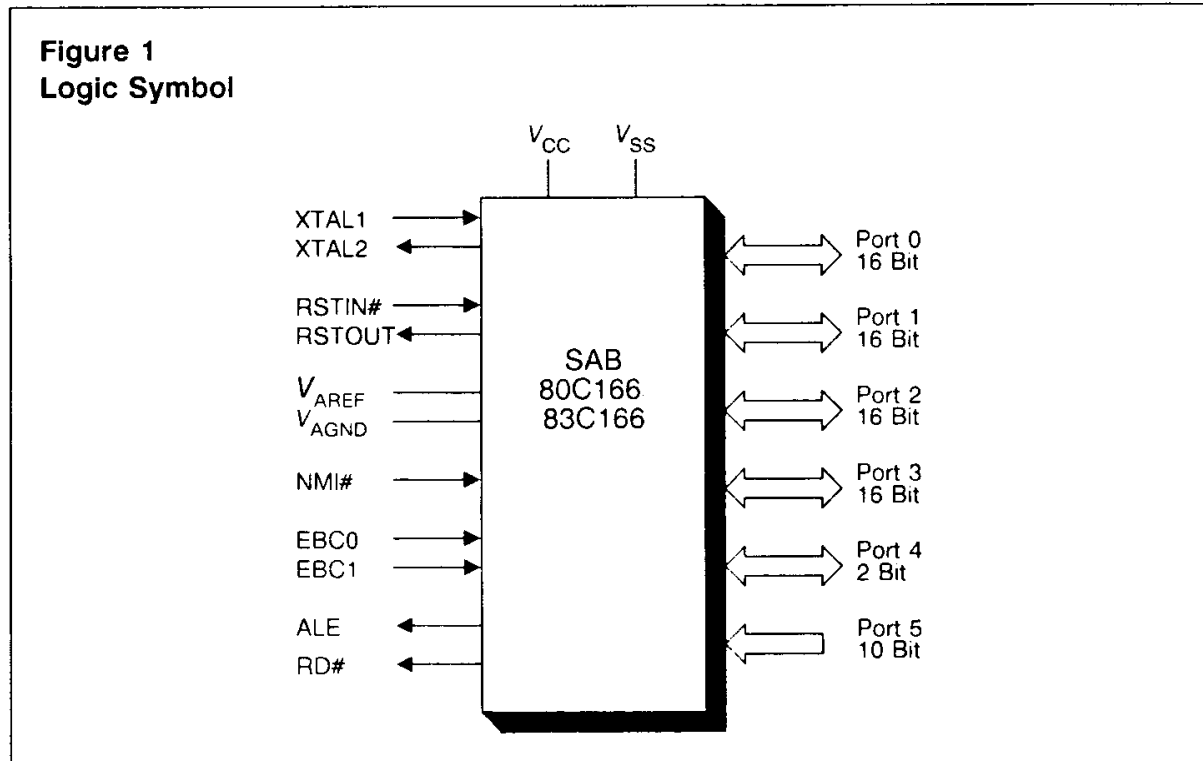 Figure 1
Logic Symbol
VCC
VSS
XTAL1
XTAL2
RSTIN#
RSTOUT
VAREF
VAGND
NMI#
EBC0
EBC1
ALE
RD#
SAB
80C166
83C166
Port 0
16 Bit
Port 1
16 Bit
Port 2
16 Bit
Port 3
16 Bit
Port 4
2 Bit
Port 5
10 Bit